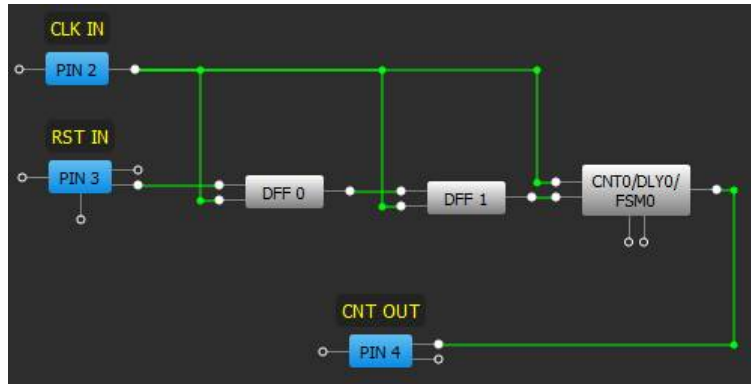 CLK IN
PIN 2
RST IN
PIN 3
DFF 0
DFF 1
CNT0/DLY0/
FSM0
CNT OUT
PIN 4